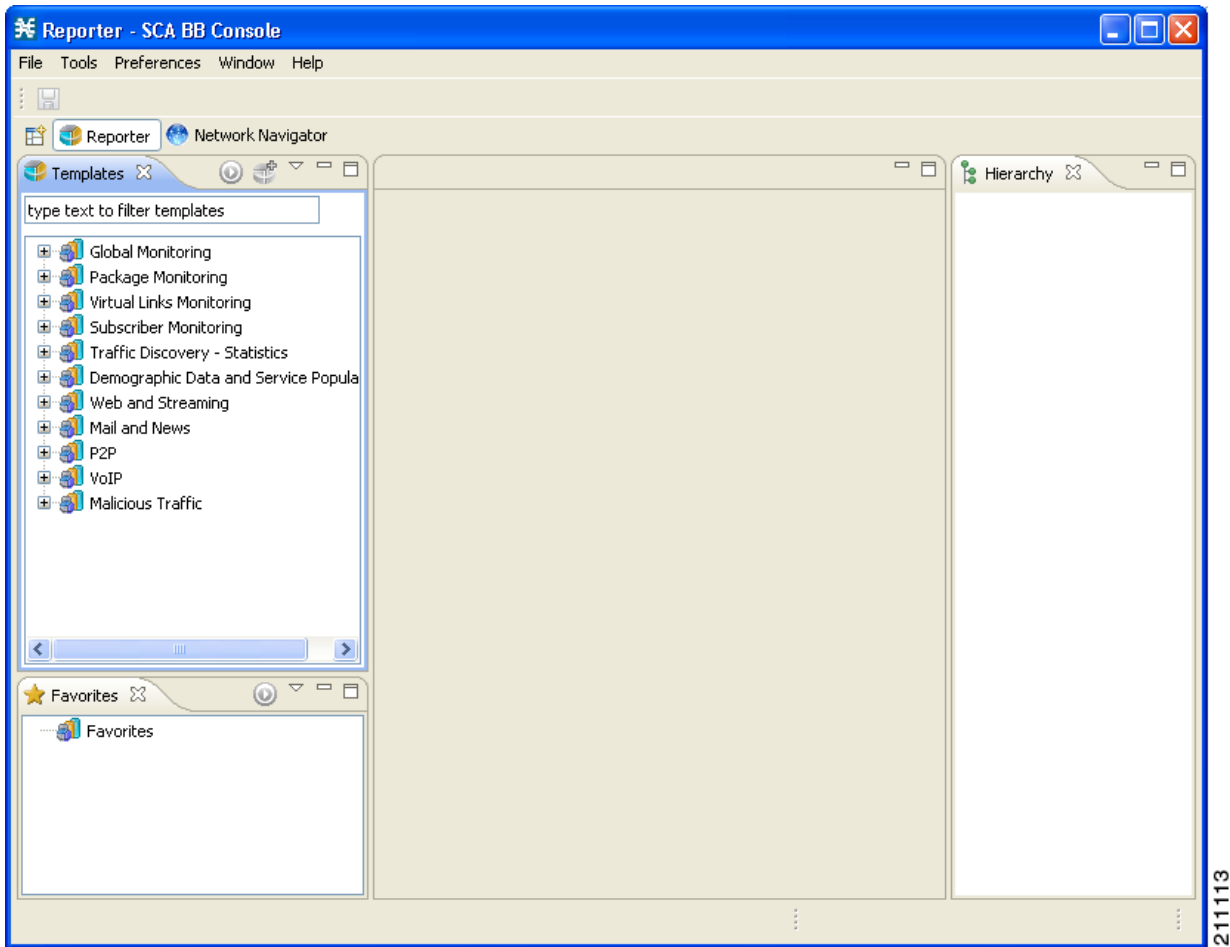 Reporter - SCA BB Console
File Tools Preferences Window Help
Reporter Network Navigator
Templates
Hierarchy
type text to filter templates
Global Monitoring
Package Monitoring
Virtual Links Monitoring
Subscriber Monitoring
Traffic Discovery - Statistics
Demographic Data and Service Popula
Web and Streaming
Mail and News
P2P
VoIP
Malicious Traffic
Favorites
Favorites
211113